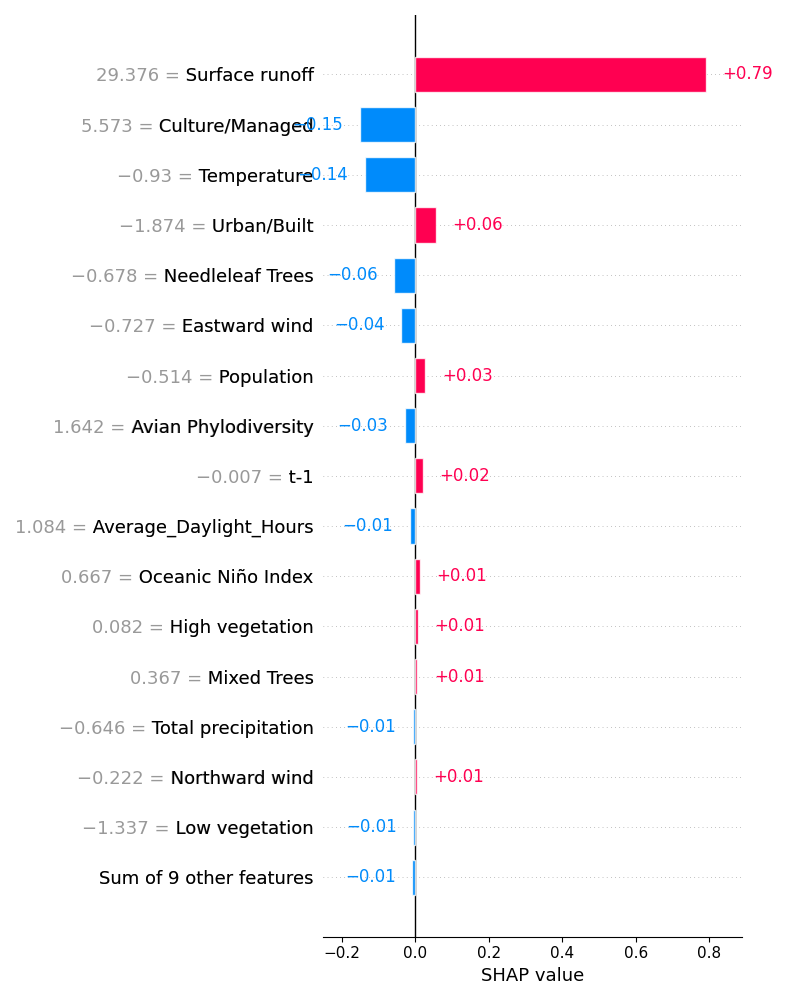 29.376 = Surface runoff +0.79
5.573 = Culture/Managed −0.15
−0.93 = Temperature −0.14
−1.874 = Urban/Built +0.06
−0.678 = Needleleaf Trees −0.06
−0.727 = Eastward wind −0.04
−0.514 = Population +0.03
1.642 = Avian Phylodiversity −0.03
−0.007 = t-1 +0.02
1.084 = Average_Daylight_Hours −0.01
0.667 = Oceanic Niño Index +0.01
0.082 = High vegetation +0.01
0.367 = Mixed Trees +0.01
−0.646 = Total precipitation −0.01
−0.222 = Northward wind +0.01
−1.337 = Low vegetation −0.01
Sum of 9 other features −0.01
−0.2 0.0 0.2 0.4 0.6 0.8
SHAP value